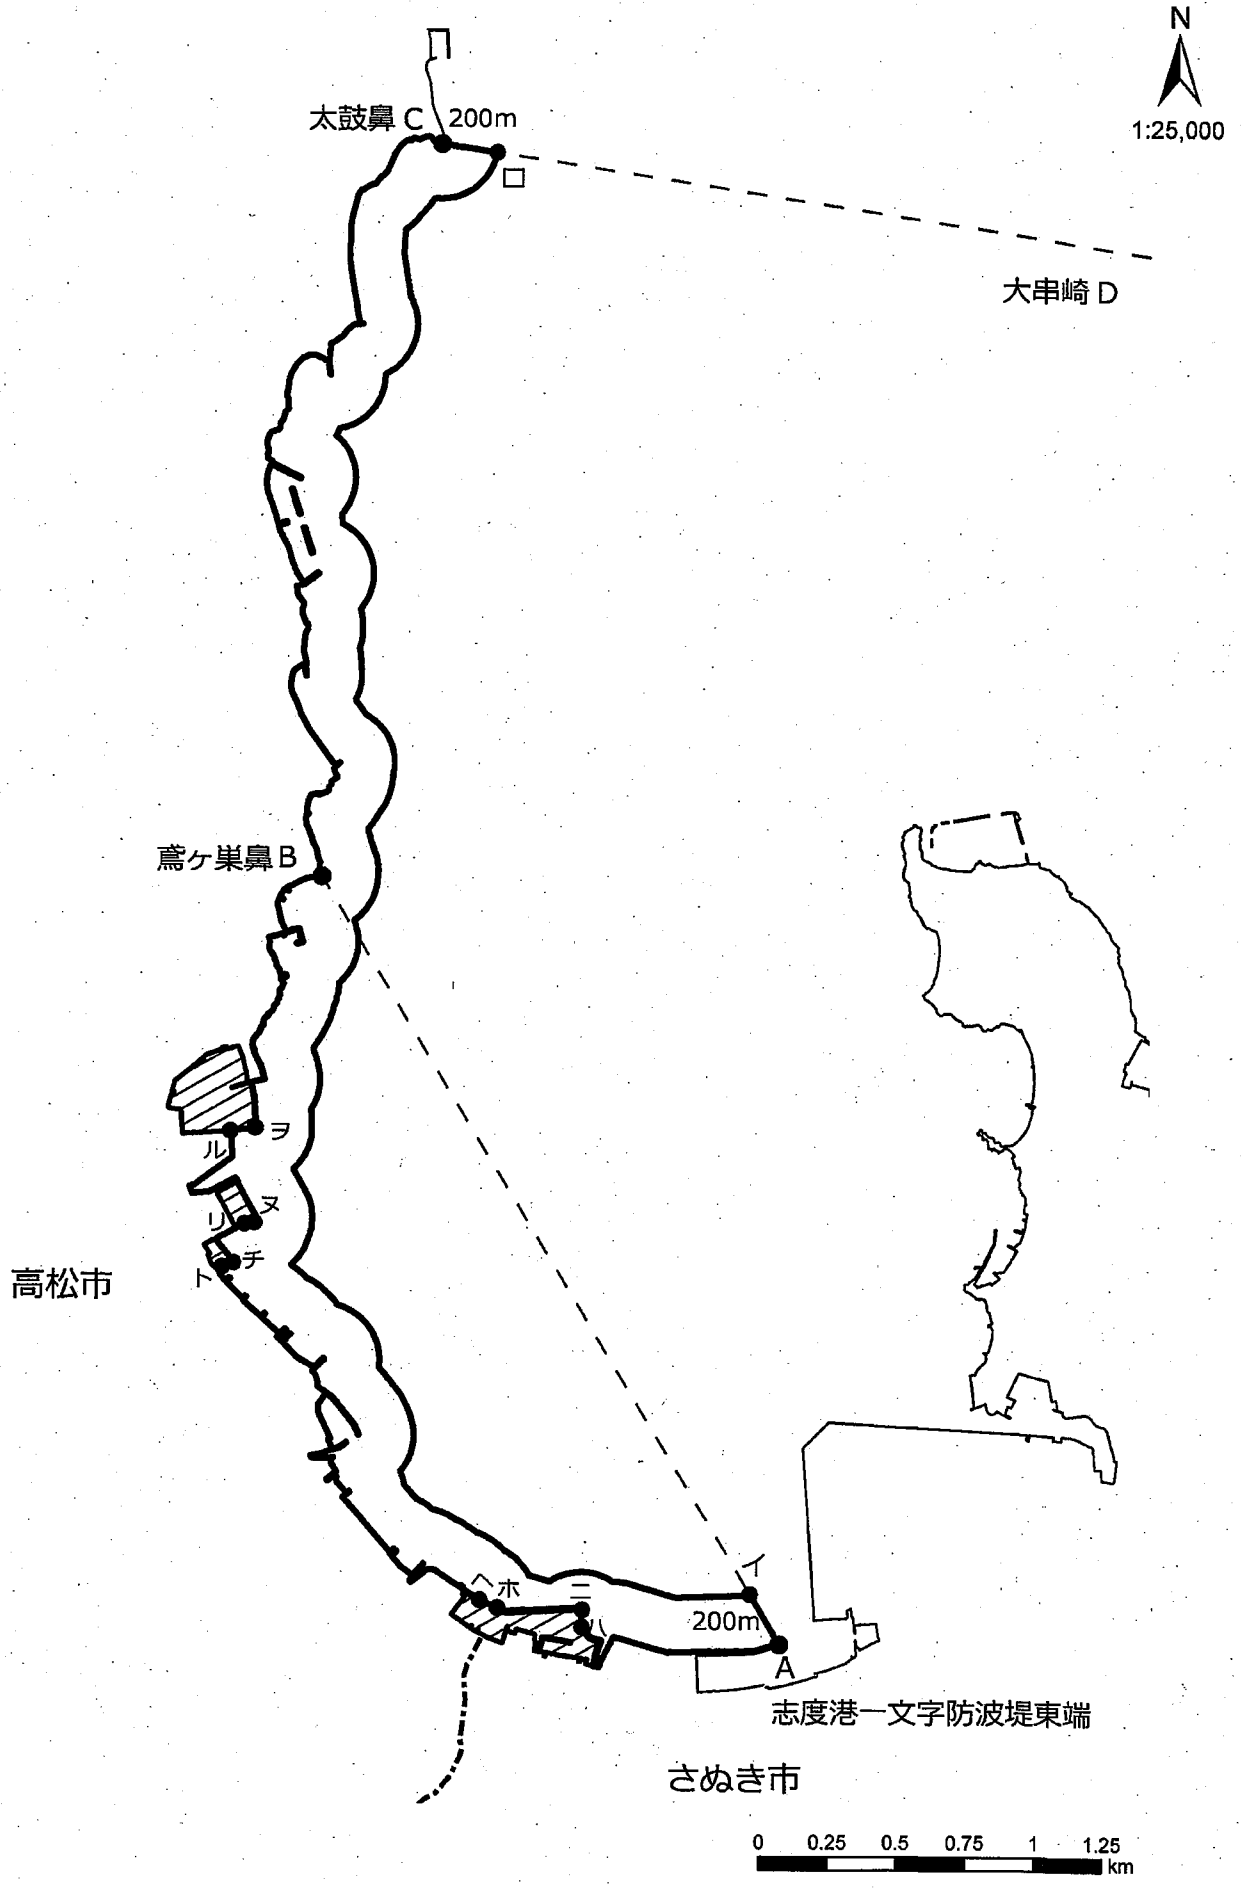 N
1:25,000
太鼓鼻 C 200m
ロ
大串崎 D
鳶ヶ巣鼻 B
ヲ
ル
ヌ
リ
チ
ト
高松市
イ
ヘ ホ ニ
ハ
200m
A
志度港一文字防波堤東端
さぬき市
0 0.25 0.5 0.75 1 1.25
km